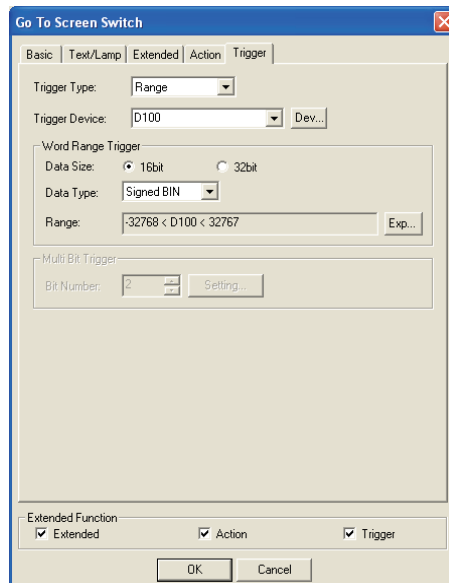 Go To Screen Switch
Basic Text/Lamp Extended Action Trigger
Trigger Type: Range
Trigger Device: D100 Dev...
Word Range Trigger
Data Size: 16bit 32bit
Data Type: Signed BIN
Range: -32768 < D100 < 32767 Exp...
Multi Bit Trigger
Bit Number: 2 Setting...
Extended Function
Extended Action Trigger
OK Cancel